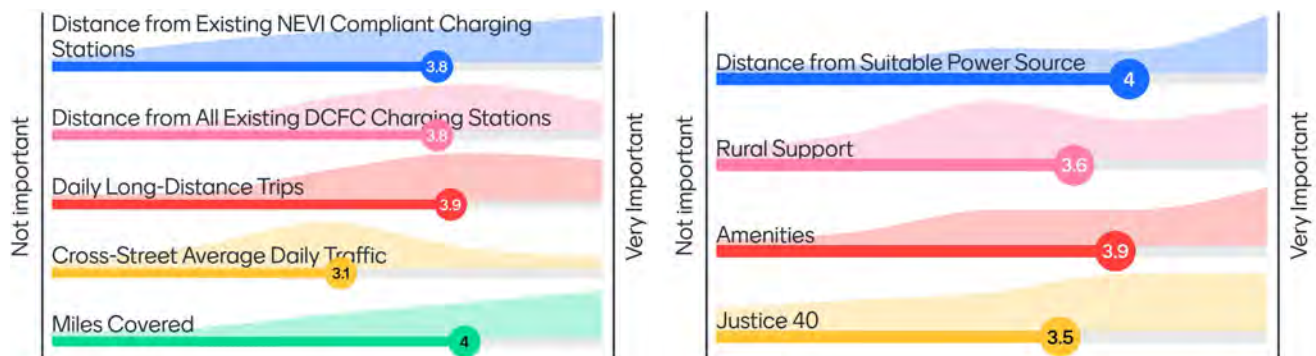 Not important
Distance from Existing NEVI Compliant Charging
Stations
3.8
Distance from All Existing DCFC Charging Stations
3.8
Daily Long-Distance Trips
3.9
Cross-Street Average Daily Traffic
3.1
Miles Covered
4
Very Important
Not important
Distance from Suitable Power Source
4
Rural Support
3.6
Amenities
3.9
Justice 40
3.5
Very Important